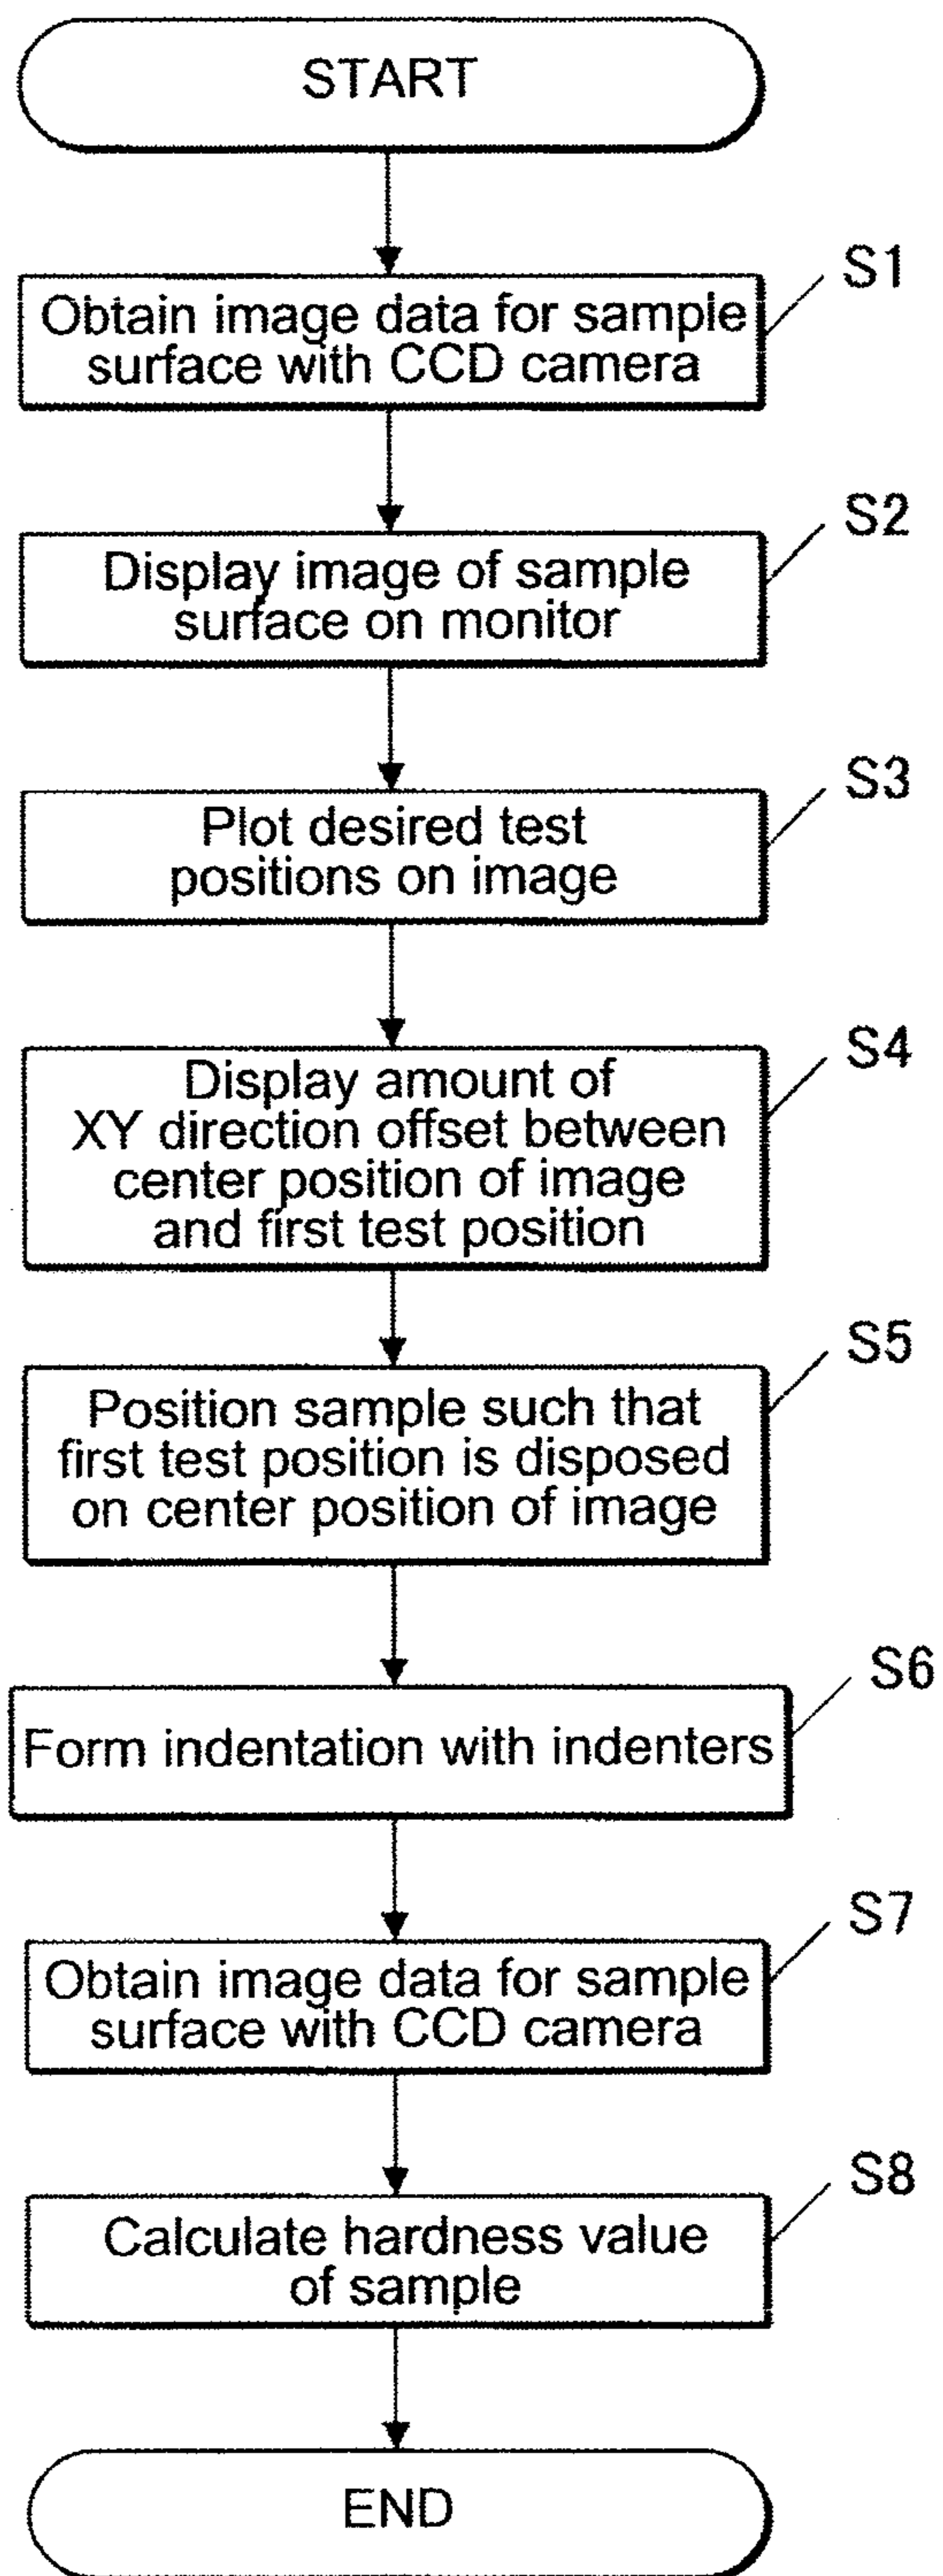 START
S1
Obtain image data for sample
surface with CCD camera
S2
Display image of sample
surface on monitor
S3
Plot desired test
positions on image
S4
Display amount of
XY direction offset between
center position of image
and first test position
S5
Position sample such that
first test position is disposed
on center position of image
S6
Form indentation with indenters
S7
Obtain image data for sample
surface with CCD camera
S8
Calculate hardness value
of sample
END